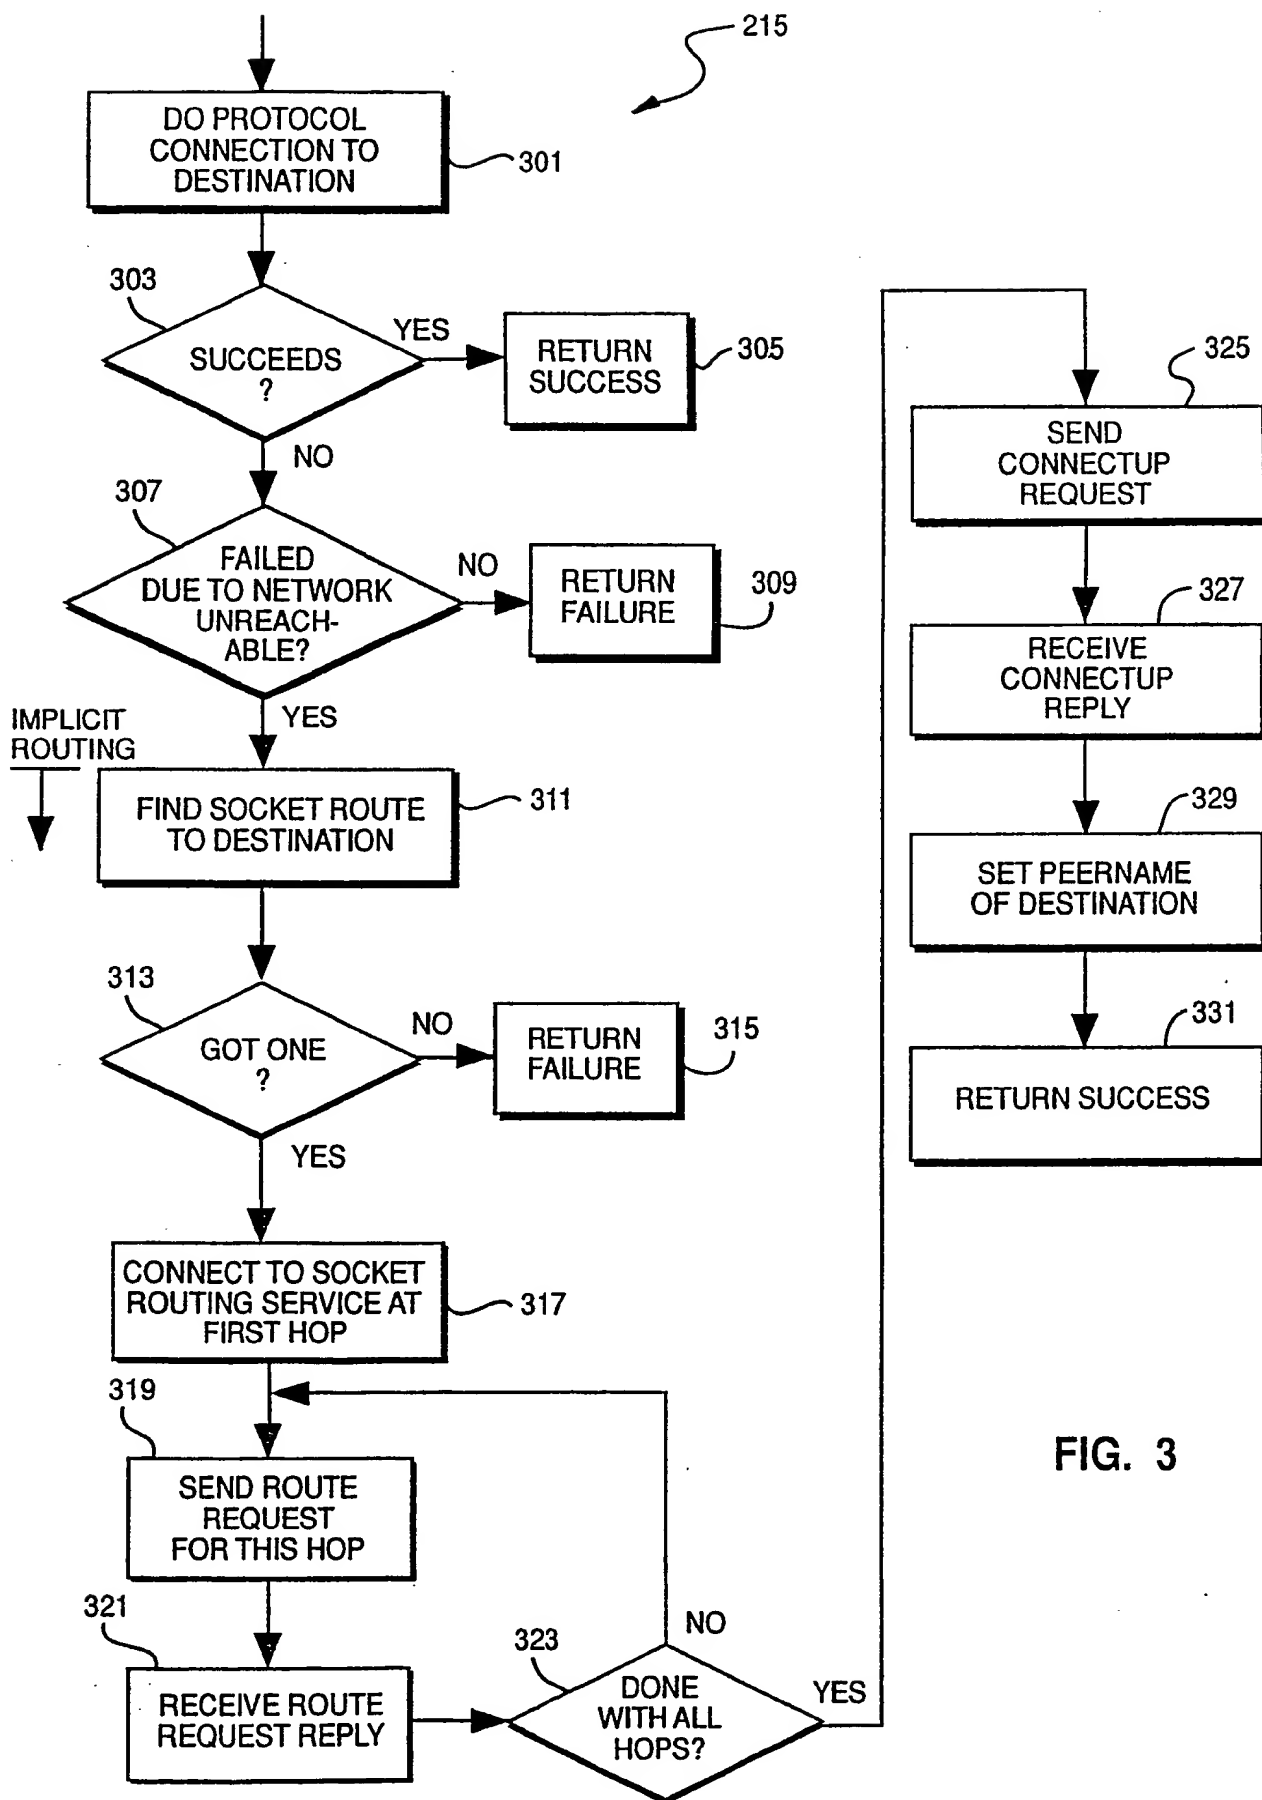 215
DO PROTOCOL
CONNECTION TO
DESTINATION
301
303
SUCCEEDS
?
YES
RETURN
SUCCESS
305
NO
307
FAILED
DUE TO NETWORK
UNREACH-
ABLE?
NO
RETURN
FAILURE
309
YES
IMPLICIT
ROUTING
FIND SOCKET ROUTE
TO DESTINATION
311
313
GOT ONE
?
NO
RETURN
FAILURE
315
YES
CONNECT TO SOCKET
ROUTING SERVICE AT
FIRST HOP
317
319
SEND ROUTE
REQUEST
FOR THIS HOP
321
RECEIVE ROUTE
REQUEST REPLY
323
DONE
WITH ALL
HOPS?
NO
YES
325
SEND
CONNECTUP
REQUEST
327
RECEIVE
CONNECTUP
REPLY
329
SET PEERNAME
OF DESTINATION
331
RETURN SUCCESS
FIG. 3